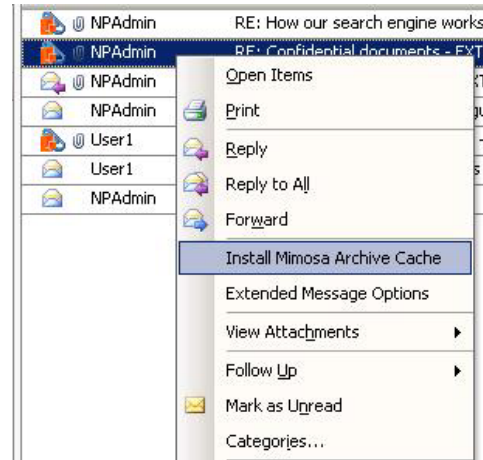 NPAdmin RE: How our search engine works
NPAdmin RE: Confidential documents - EXT
NPAdmin
NPAdmin
User1
User1
NPAdmin
Open Items
Print
Reply
Reply to All
Forward
Install Mimosa Archive Cache
Extended Message Options
View Attachments
Follow Up
Mark as Unread
Categories...